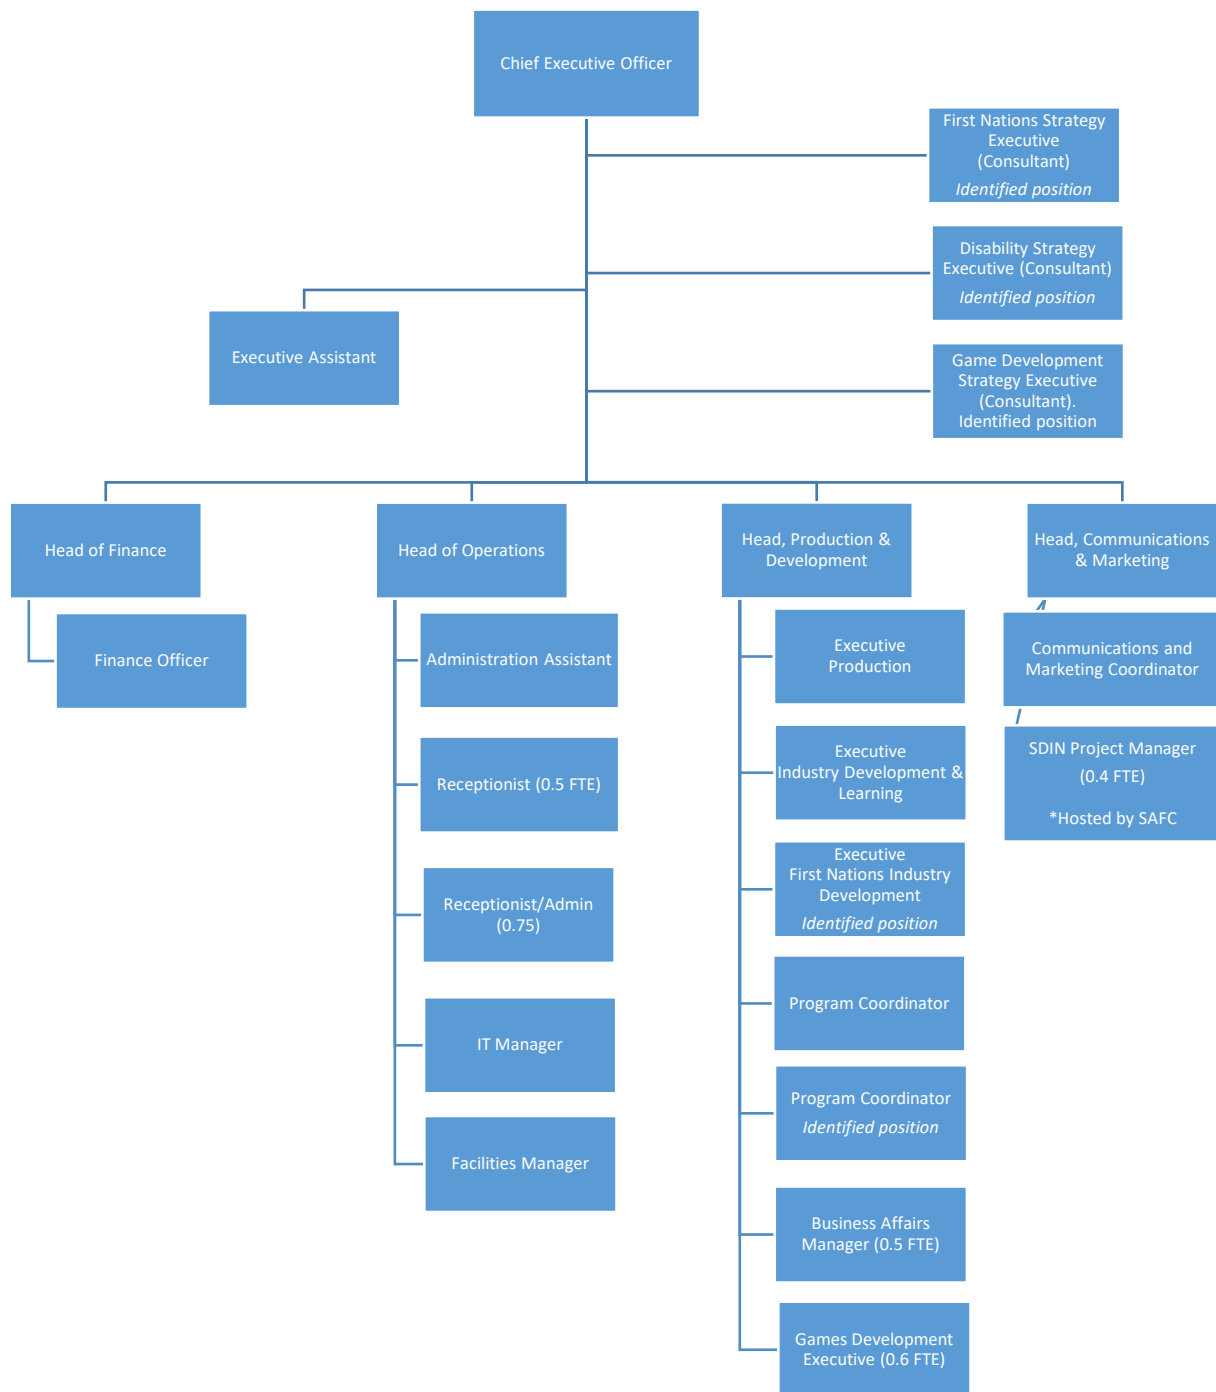 Chief Executive Officer
First Nations Strategy
Executive
(Consultant)
Identified position
Disability Strategy
Executive (Consultant)
Identified position
Executive Assistant
Game Development
Strategy Executive
(Consultant).
Identified position
Head of Finance
Head of Operations
Head, Production &
Development
Head, Communications
& Marketing
Finance Officer
Administration Assistant
Receptionist (0.5 FTE)
Receptionist/Admin
(0.75)
IT Manager
Facilities Manager
Executive
Production
Executive
Industry Development &
Learning
Executive
First Nations Industry
Development
Identified position
Program Coordinator
Program Coordinator
Identified position
Business Affairs
Manager (0.5 FTE)
Games Development
Executive (0.6 FTE)
Communications and
Marketing Coordinator
SDIN Project Manager
(0.4 FTE)
*Hosted by SAFC